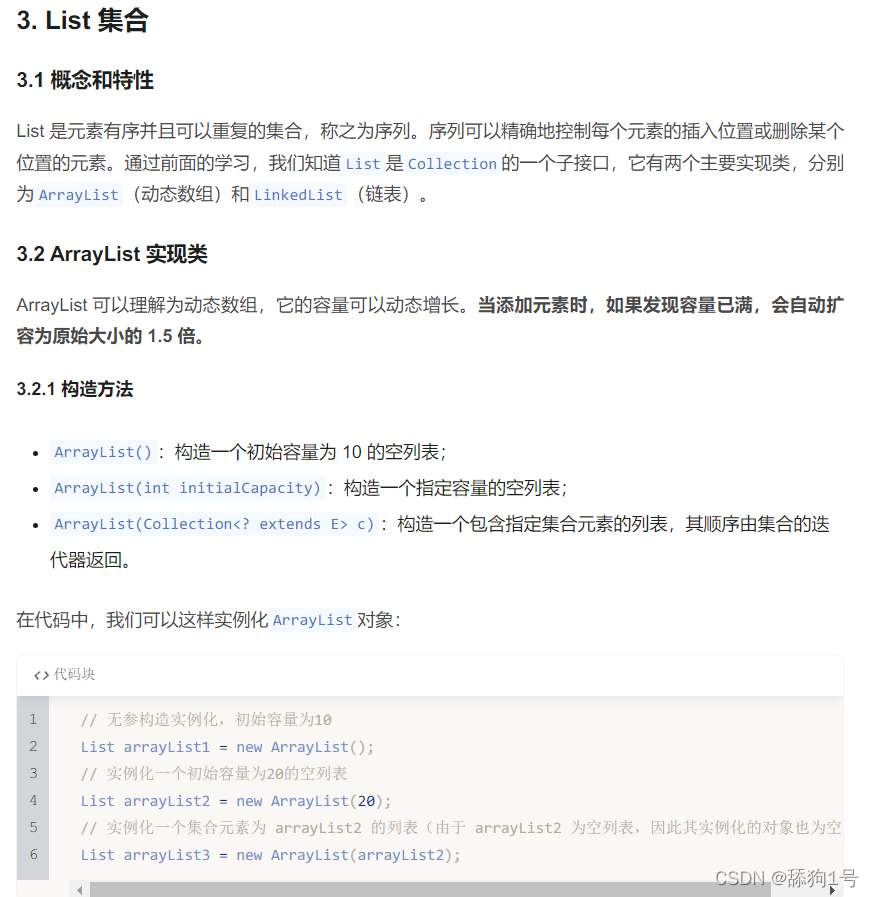 3. List 集合
3.1 概念和特性
List 是元素有序并且可以重复的集合，称之为序列。序列可以精确地控制每个元素的插入位置或删除某个
位置的元素。通过前面的学习，我们知道 List 是 Collection 的一个子接口，它有两个主要实现类，分别
为 ArrayList （动态数组）和 LinkedList （链表）。
3.2 ArrayList 实现类
ArrayList 可以理解为动态数组，它的容量可以动态增长。当添加元素时，如果发现容量已满，会自动扩
容为原始大小的 1.5 倍。
3.2.1 构造方法
• ArrayList() ：构造一个初始容量为 10 的空列表；
• ArrayList(int initialCapacity) ：构造一个指定容量的空列表；
• ArrayList(Collection<? extends E> c) ：构造一个包含指定集合元素的列表，其顺序由集合的迭
代器返回。
在代码中，我们可以这样实例化 ArrayList 对象：
<> 代码块
1 // 无参构造实例化，初始容量为10
2 List arrayList1 = new ArrayList();
3 // 实例化一个初始容量为20的空列表
4 List arrayList2 = new ArrayList(20);
5 // 实例化一个集合元素为 arrayList2 的列表（由于 arrayList2 为空列表，因此其实例化的对象也为空
6 List arrayList3 = new ArrayList(arrayList2);
CSDN @舔狗1号